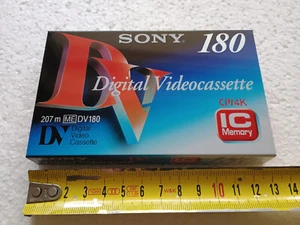 SONY 180
DV
Digital Videocassette
CM4K
IC
Memory
207 m ME DV180
DV Digital
Video
Cassette
2 3 4 5 6 7 8 9 10 11 12 13 14